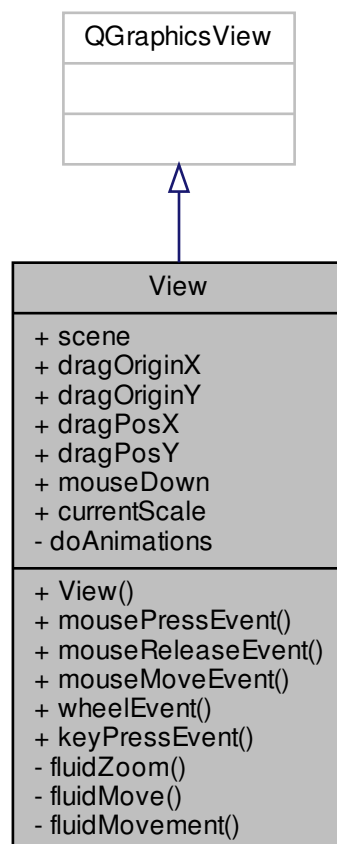 QGraphicsView
View
+ scene
+ dragOriginX
+ dragOriginY
+ dragPosX
+ dragPosY
+ mouseDown
+ currentScale
- doAnimations
+ View()
+ mousePressEvent()
+ mouseReleaseEvent()
+ mouseMoveEvent()
+ wheelEvent()
+ keyPressEvent()
- fluidZoom()
- fluidMove()
- fluidMovement()